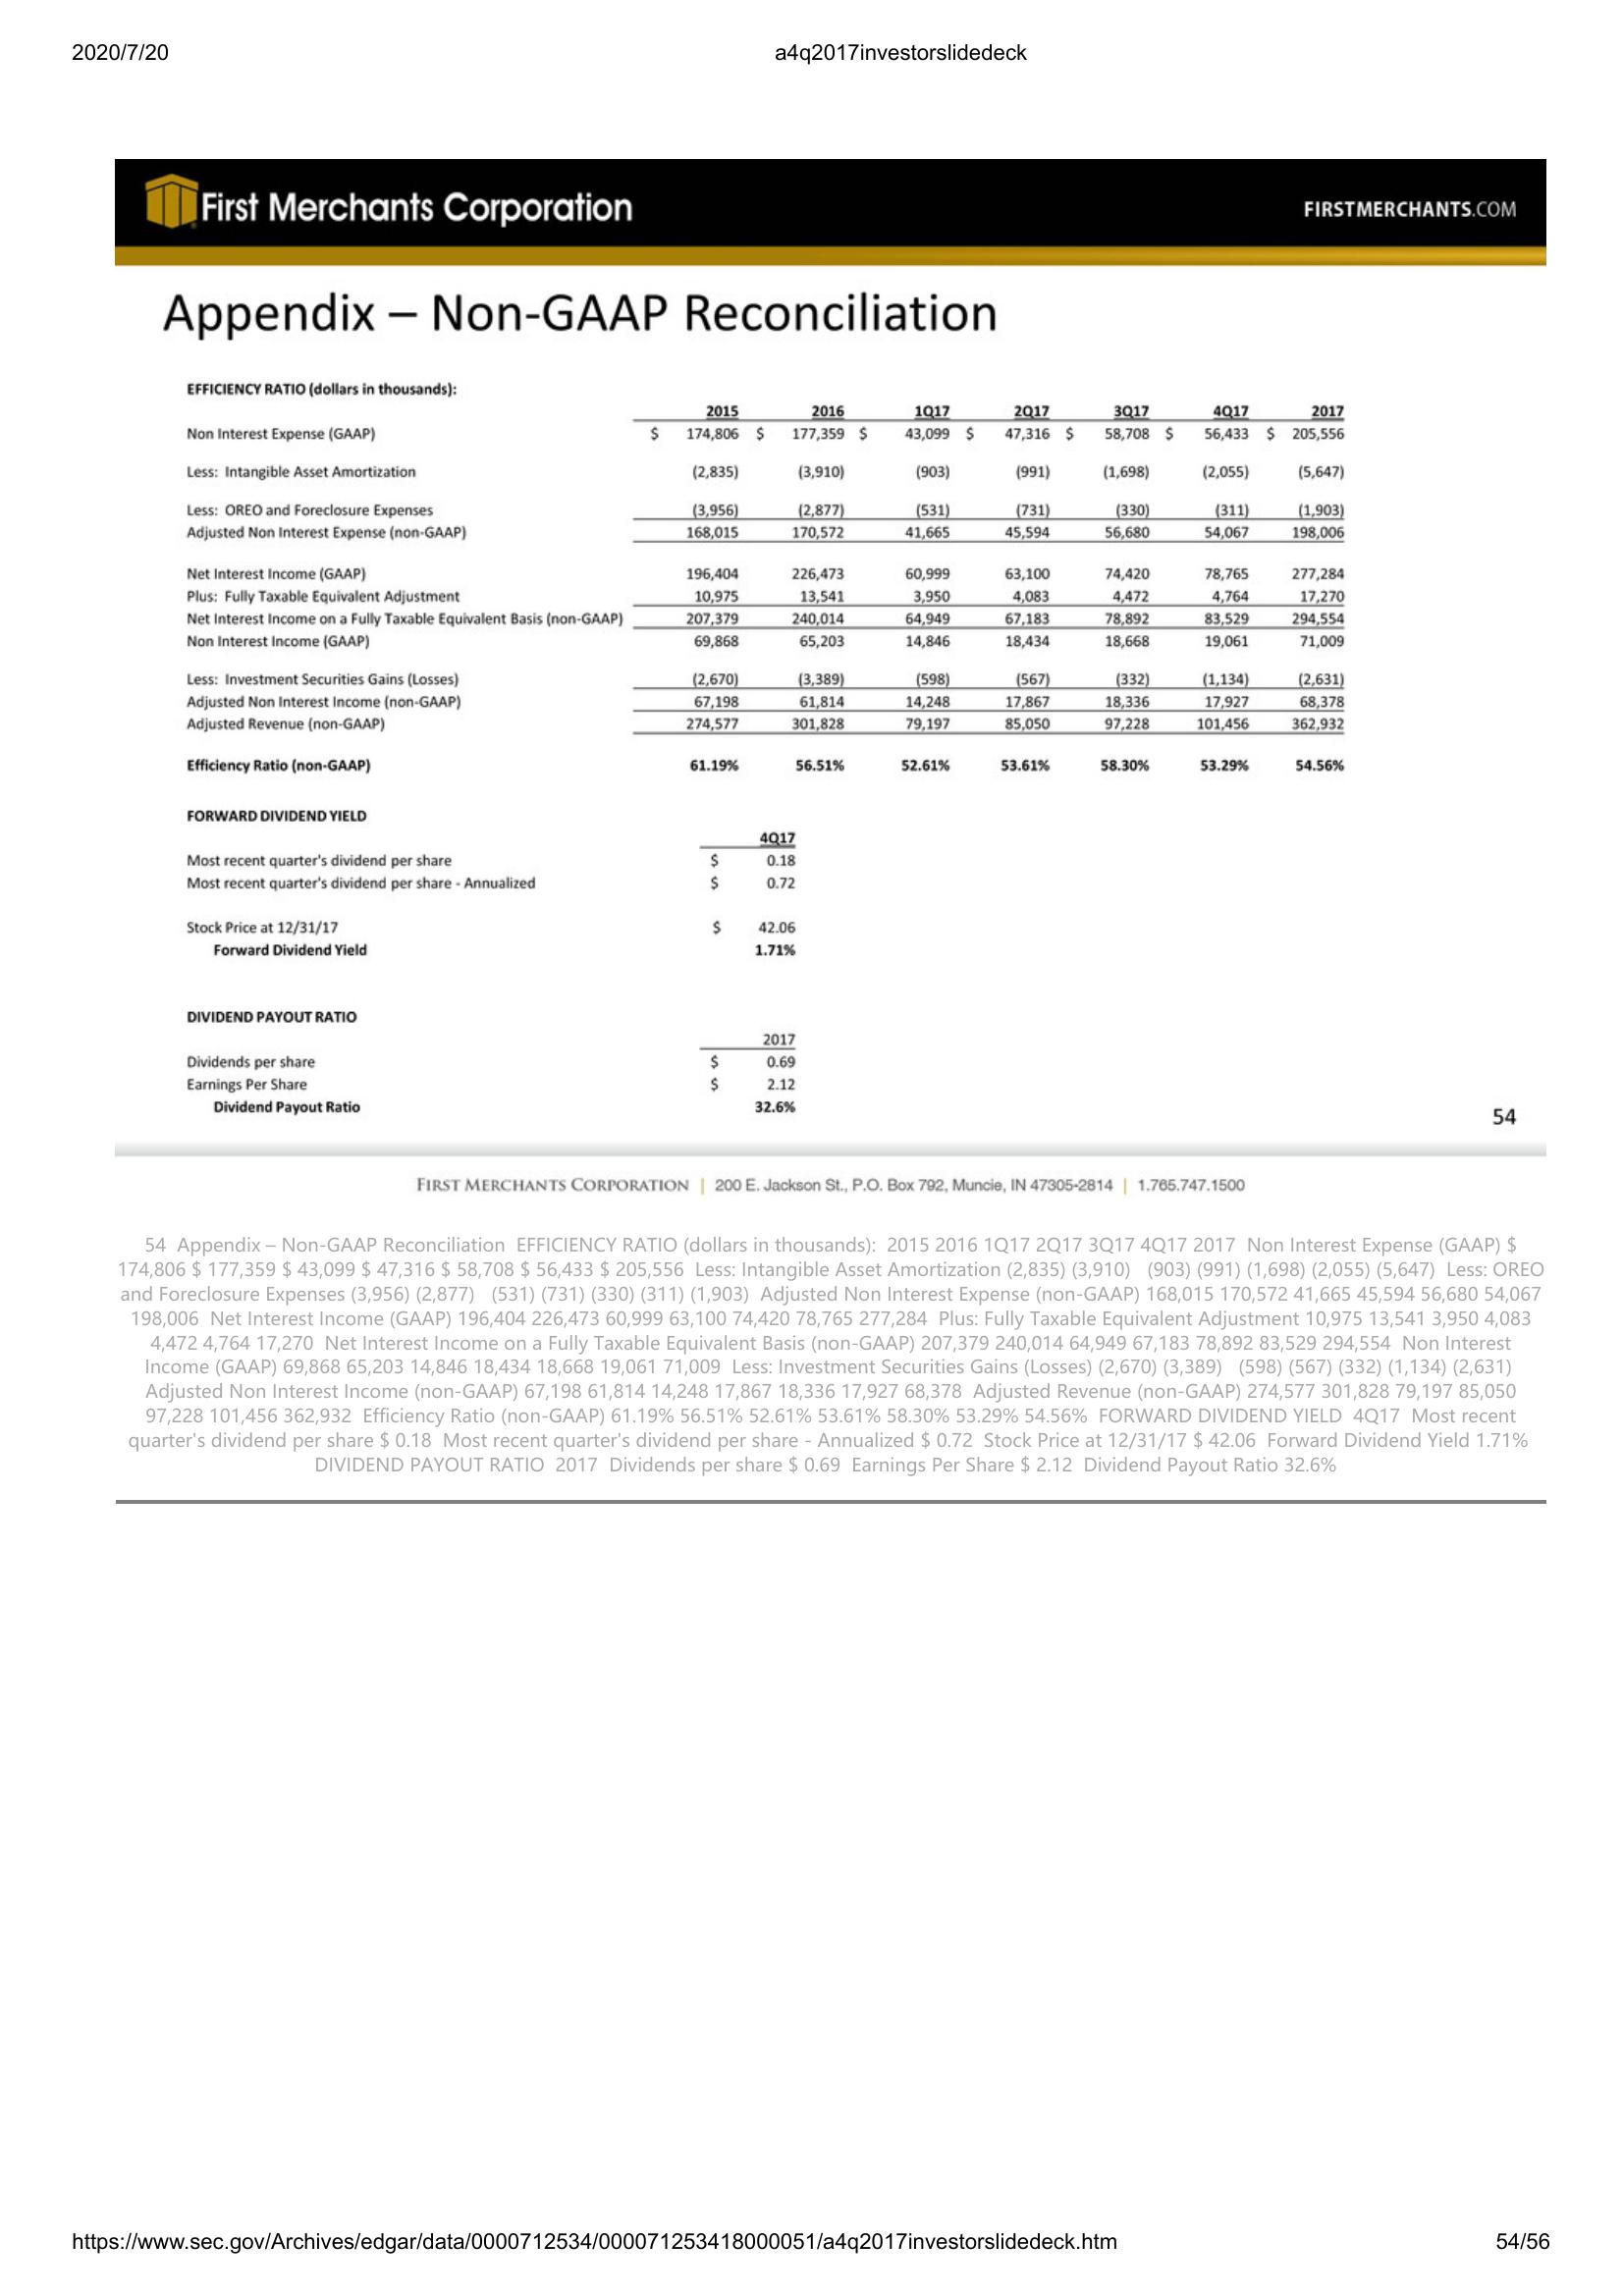 2020/7/20 a4q2017investorslidedeck
First Merchants Corporation FIRSTMERCHANTS.COM
Appendix – Non-GAAP Reconciliation
EFFICIENCY RATIO (dollars in thousands):
2015 2016 1Q17 2Q17 3Q17 4Q17 2017
Non Interest Expense (GAAP) $ 174,806 $ 177,359 $ 43,099 $ 47,316 $ 58,708 $ 56,433 $ 205,556
Less: Intangible Asset Amortization (2,835) (3,910) (903) (991) (1,698) (2,055) (5,647)
Less: OREO and Foreclosure Expenses (3,956) (2,877) (531) (731) (330) (311) (1,903)
Adjusted Non Interest Expense (non-GAAP) 168,015 170,572 41,665 45,594 56,680 54,067 198,006
Net Interest Income (GAAP) 196,404 226,473 60,999 63,100 74,420 78,765 277,284
Plus: Fully Taxable Equivalent Adjustment 10,975 13,541 3,950 4,083 4,472 4,764 17,270
Net Interest Income on a Fully Taxable Equivalent Basis (non-GAAP) 207,379 240,014 64,949 67,183 78,892 83,529 294,554
Non Interest Income (GAAP) 69,868 65,203 14,846 18,434 18,668 19,061 71,009
Less: Investment Securities Gains (Losses) (2,670) (3,389) (598) (567) (332) (1,134) (2,631)
Adjusted Non Interest Income (non-GAAP) 67,198 61,814 14,248 17,867 18,336 17,927 68,378
Adjusted Revenue (non-GAAP) 274,577 301,828 79,197 85,050 97,228 101,456 362,932
Efficiency Ratio (non-GAAP) 61.19% 56.51% 52.61% 53.61% 58.30% 53.29% 54.56%
FORWARD DIVIDEND YIELD
4Q17
Most recent quarter's dividend per share $ 0.18
Most recent quarter's dividend per share - Annualized $ 0.72
Stock Price at 12/31/17 $ 42.06
Forward Dividend Yield 1.71%
DIVIDEND PAYOUT RATIO
2017
Dividends per share $ 0.69
Earnings Per Share $ 2.12
Dividend Payout Ratio 32.6%
54
FIRST MERCHANTS CORPORATION | 200 E. Jackson St., P.O. Box 792, Muncie, IN 47305-2814 | 1.765.747.1500
54 Appendix – Non-GAAP Reconciliation EFFICIENCY RATIO (dollars in thousands): 2015 2016 1Q17 2Q17 3Q17 4Q17 2017 Non Interest Expense (GAAP) $
174,806 $ 177,359 $ 43,099 $ 47,316 $ 58,708 $ 56,433 $ 205,556 Less: Intangible Asset Amortization (2,835) (3,910) (903) (991) (1,698) (2,055) (5,647) Less: OREO
and Foreclosure Expenses (3,956) (2,877) (531) (731) (330) (311) (1,903) Adjusted Non Interest Expense (non-GAAP) 168,015 170,572 41,665 45,594 56,680 54,067
198,006 Net Interest Income (GAAP) 196,404 226,473 60,999 63,100 74,420 78,765 277,284 Plus: Fully Taxable Equivalent Adjustment 10,975 13,541 3,950 4,083
4,472 4,764 17,270 Net Interest Income on a Fully Taxable Equivalent Basis (non-GAAP) 207,379 240,014 64,949 67,183 78,892 83,529 294,554 Non Interest
Income (GAAP) 69,868 65,203 14,846 18,434 18,668 19,061 71,009 Less: Investment Securities Gains (Losses) (2,670) (3,389) (598) (567) (332) (1,134) (2,631)
Adjusted Non Interest Income (non-GAAP) 67,198 61,814 14,248 17,867 18,336 17,927 68,378 Adjusted Revenue (non-GAAP) 274,577 301,828 79,197 85,050
97,228 101,456 362,932 Efficiency Ratio (non-GAAP) 61.19% 56.51% 52.61% 53.61% 58.30% 53.29% 54.56% FORWARD DIVIDEND YIELD 4Q17 Most recent
quarter's dividend per share $ 0.18 Most recent quarter's dividend per share - Annualized $ 0.72 Stock Price at 12/31/17 $ 42.06 Forward Dividend Yield 1.71%
DIVIDEND PAYOUT RATIO 2017 Dividends per share $ 0.69 Earnings Per Share $ 2.12 Dividend Payout Ratio 32.6%
https://www.sec.gov/Archives/edgar/data/0000712534/000071253418000051/a4q2017investorslidedeck.htm 54/56